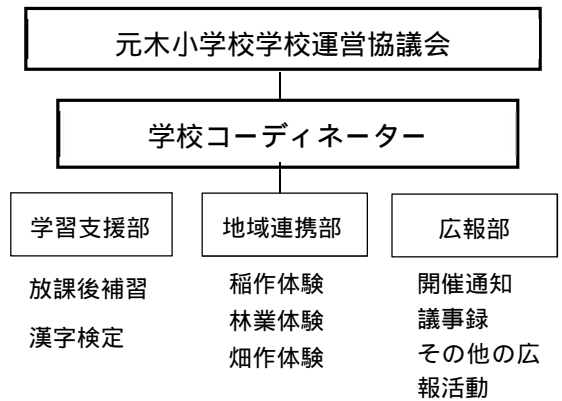 元木小学校学校運営協議会
学校コーディネーター
学習支援部
放課後補習
漢字検定
地域連携部
稲作体験
林業体験
畑作体験
広報部
開催通知
議事録
その他の広
報活動